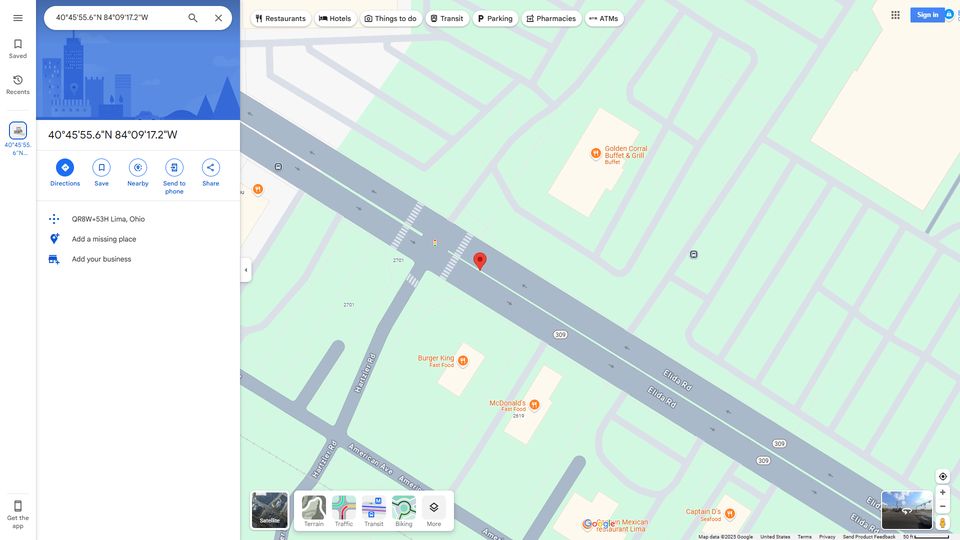 40°45'55.6"N 84°09'17.2"W
Restaurants
Hotels
Things to do
Transit
Parking
Pharmacies
ATMs
Sign in
Saved
Recents
40°45'55.
6"N...
40°45'55.6"N 84°09'17.2"W
Directions
Save
Nearby
Send to
phone
Share
QR8W+53H Lima, Ohio
Add a missing place
Add your business
Get the
app
Golden Corral
Buffet & Grill
Buffet
2701
2701
309
Burger King
Fast Food
McDonald's
Fast Food
2819
Hartzler Rd
Hartzler Rd
Elida Rd
Elida Rd
309
309
American Ave
Captain D's
Seafood
Elida Rd
Satellite
Terrain
Traffic
Transit
Biking
More
Google
Mexican
Restaurant Lima
Map data ©2025 Google
United States
Terms
Privacy
Send Product Feedback
50 ft